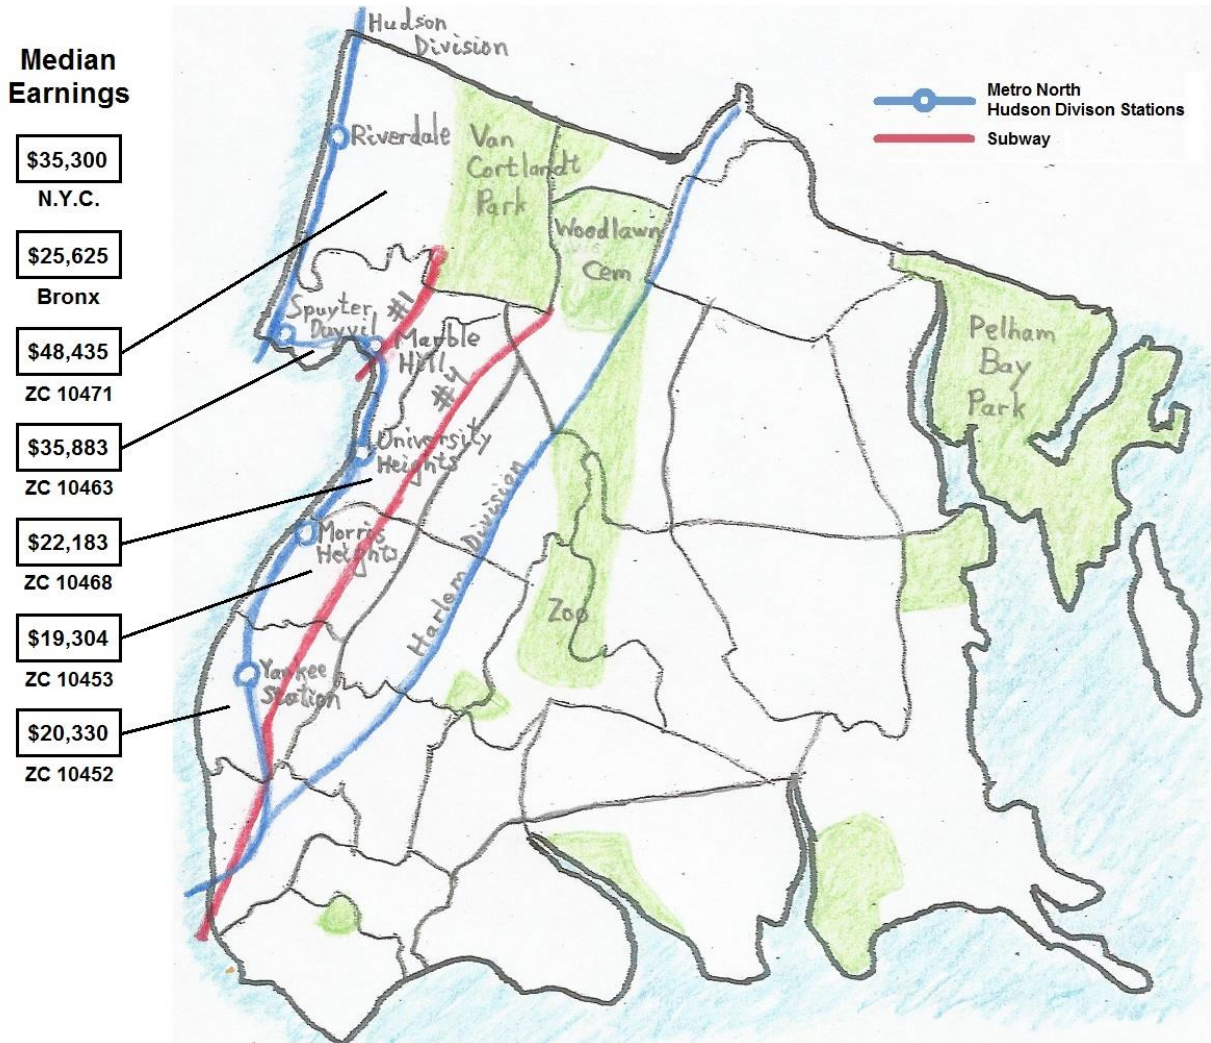 Median
Earnings
$35,300
N.Y.C.
$25,625
Bronx
$48,435
ZC 10471
$35,883
ZC 10463
$22,183
ZC 10468
$19,304
ZC 10453
$20,330
ZC 10452
Metro North
Hudson Divison Stations
Subway
Hudson
Division
Riverdale
Van
Cortlandt
Park
Woodlawn
Cem
Spuyter
Duyvil
#1
Marble
Hill
#4
University
Heights
Morris
Heights
Harlem Division
Yankee
Station
Zoo
Pelham
Bay
Park